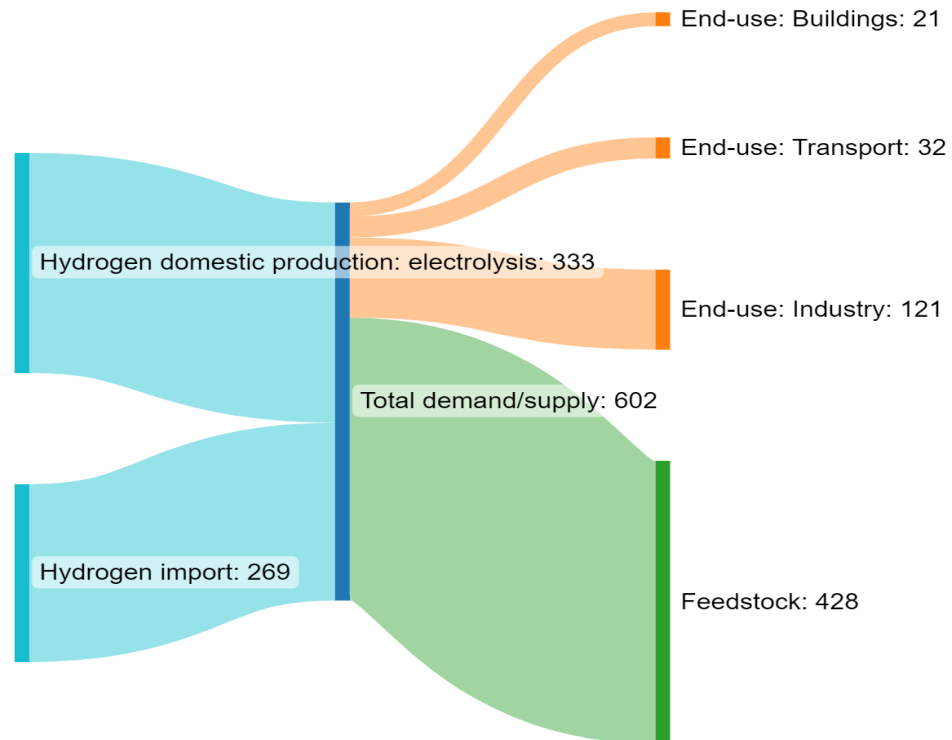 End-use: Buildings: 21
End-use: Transport: 32
Hydrogen domestic production: electrolysis: 333
End-use: Industry: 121
Total demand/supply: 602
Hydrogen import: 269
Feedstock: 428